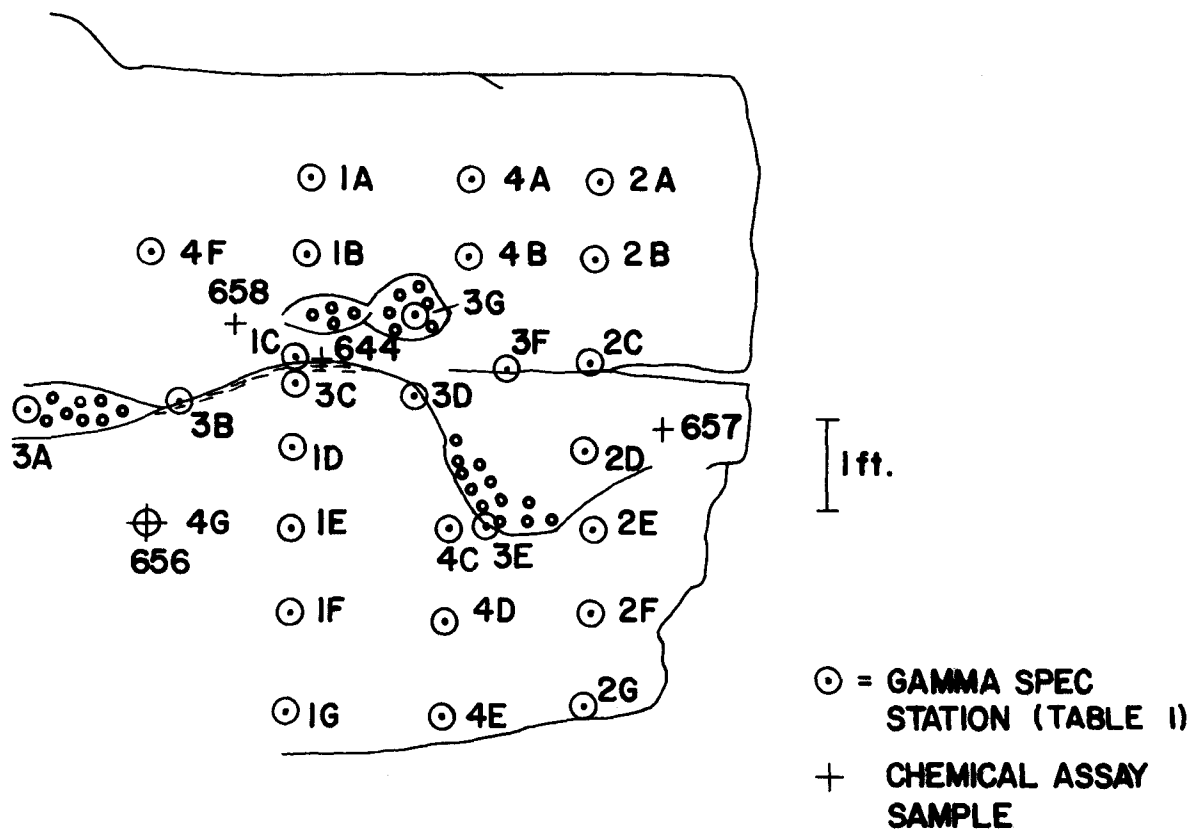 1A
4A
2A
4F
1B
4B
2B
658
3G
1C
644
3F
2C
3C
3D
3B
3A
657
1D
2D
1 ft.
4G
656
1E
4C
3E
2E
1F
4D
2F
1G
4E
2G
= GAMMA SPEC
STATION (TABLE 1)
+ CHEMICAL ASSAY
SAMPLE